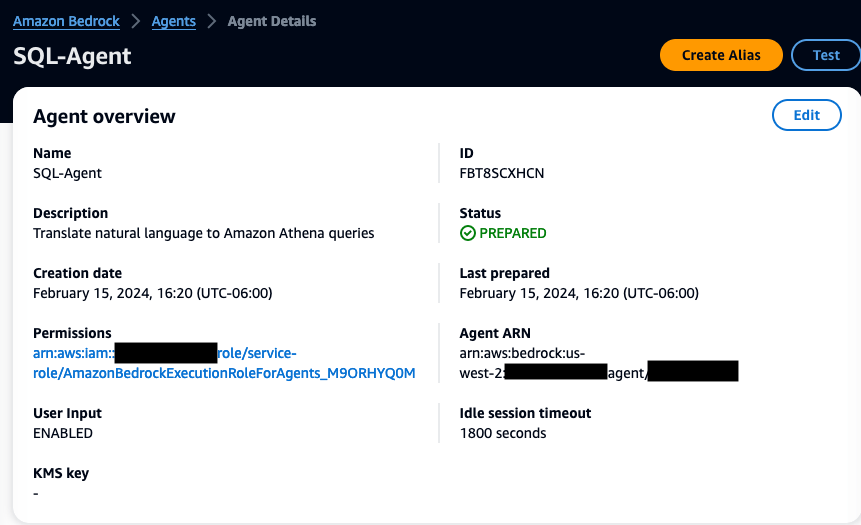 Amazon Bedrock > Agents > Agent Details
SQL-Agent
Create Alias
Test
Agent overview
Edit
Name
SQL-Agent
ID
FBT8SCXHCN
Description
Translate natural language to Amazon Athena queries
Status
PREPARED
Creation date
February 15, 2024, 16:20 (UTC-06:00)
Last prepared
February 15, 2024, 16:20 (UTC-06:00)
Permissions
arn:aws:iam::role/service-
role/AmazonBedrockExecutionRoleForAgents_M9ORHYQ0M
Agent ARN
arn:aws:bedrock:us-
west-2:agent/
User Input
ENABLED
Idle session timeout
1800 seconds
KMS key
-